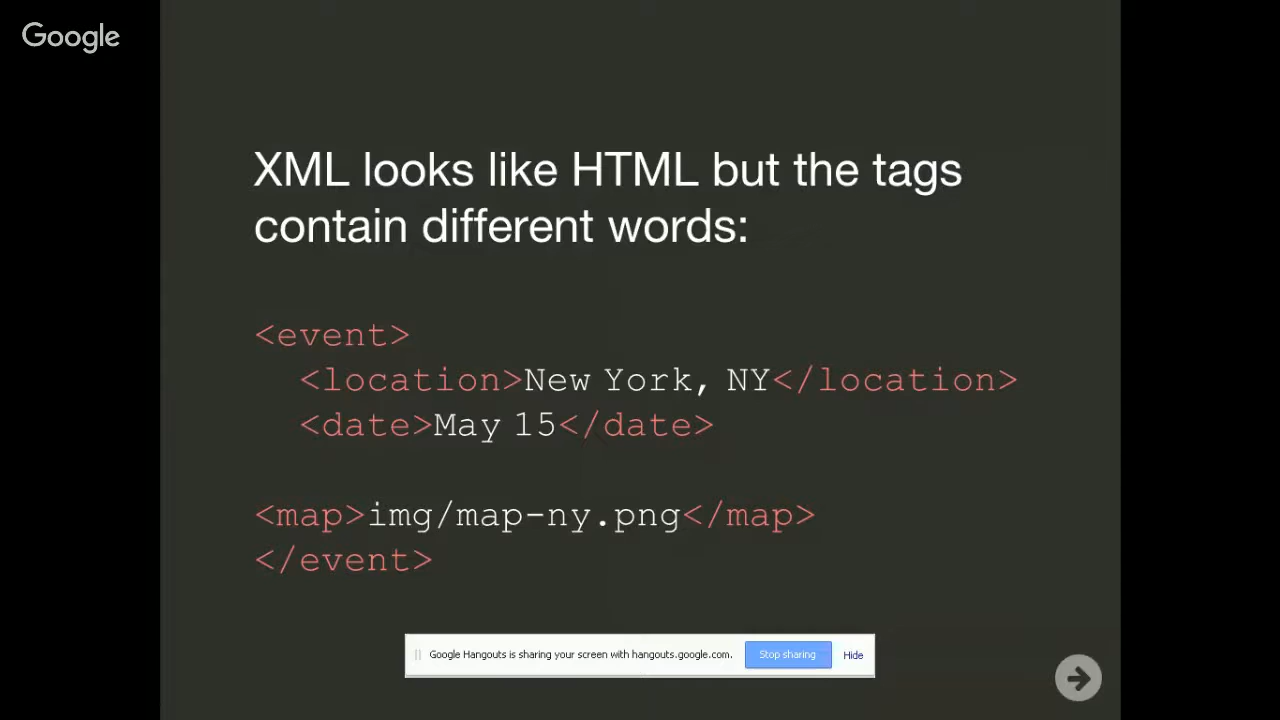 Google
XML looks like HTML but the tags
contain different words:
<event>
<location>New York, NY</location>
<date>May 15</date>
<map>img/map-ny.png</map>
</event>
Google Hangouts is sharing your screen with hangouts.google.com. Stop sharing Hide